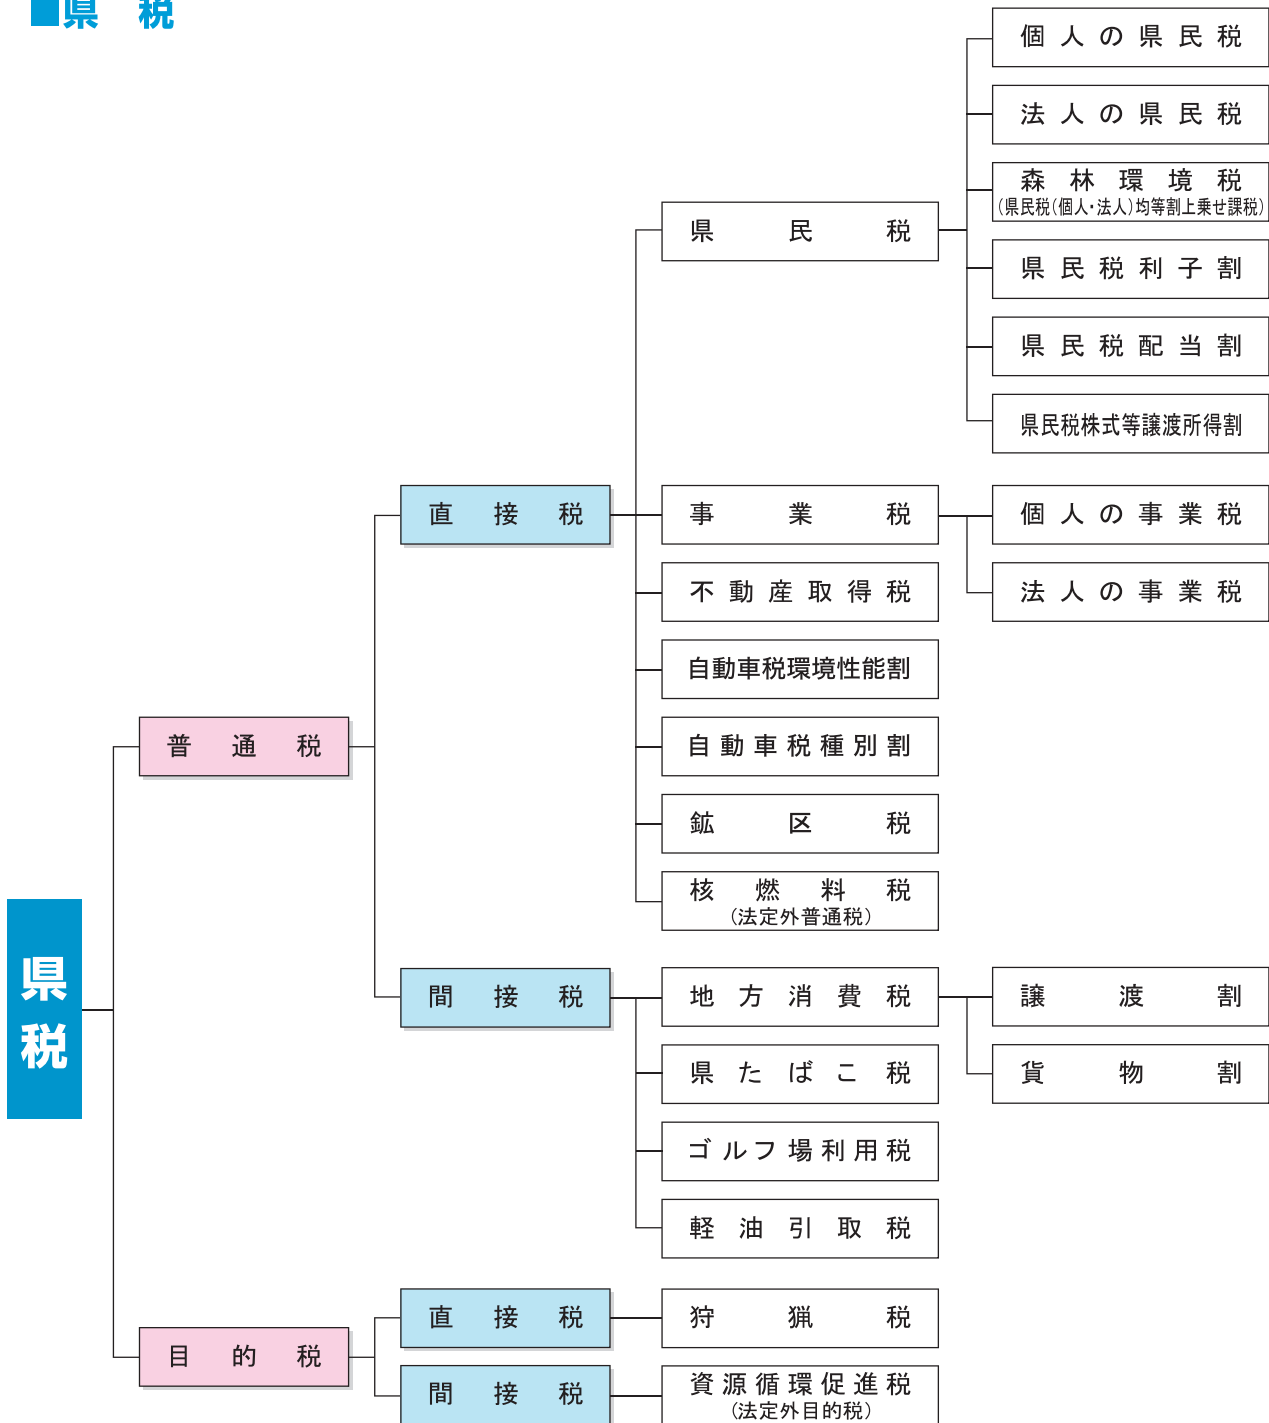 ■県税
個人の県民税
法人の県民税
森林環境税
(県民税(個人・法人)均等割上乗せ課税)
県民税
県民税利子割
県民税配当割
県民税株式等譲渡所得割
直接税
事業税
個人の事業税
不動産取得税
法人の事業税
自動車税環境性能割
普通税
自動車税種別割
鉱区税
核燃料税
(法定外普通税)
県税
間接税
地方消費税
譲渡割
県たばこ税
貨物割
ゴルフ場利用税
軽油引取税
直接税
狩猟税
目的税
間接税
資源循環促進税
(法定外目的税)